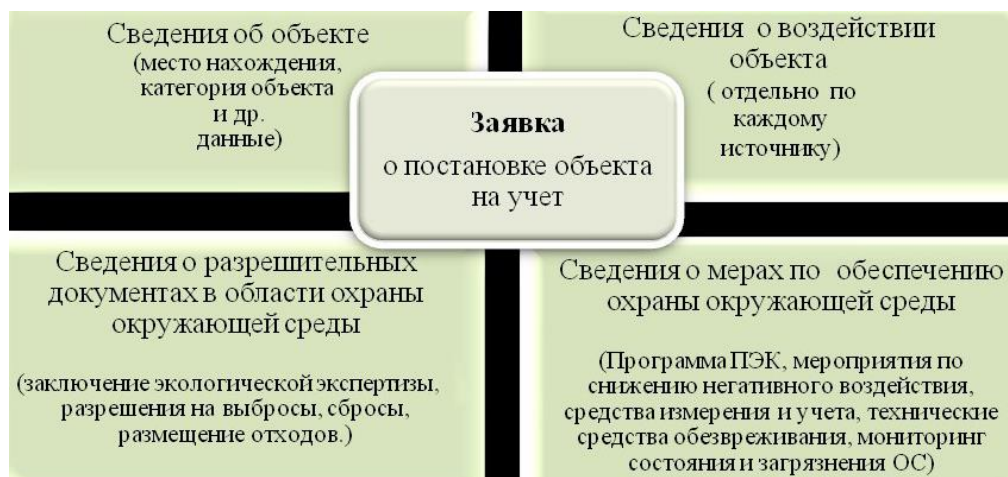 Сведения об объекте
(место нахождения,
категория объекта
и др.
данные)
Сведения о воздействии
объекта
( отдельно по
каждому
источнику)
Заявка
о постановке объекта
на учет
Сведения о разрешительных
документах в области охраны
окружающей среды
(заключение экологической экспертизы,
разрешения на выбросы, сбросы,
размещение отходов.)
Сведения о мерах по обеспечению
охраны окружающей среды
(Программа ПЭК, мероприятия по
снижению негативного воздействия,
средства измерения и учета, технические
средства обезвреживания, мониторинг
состояния и загрязнения ОС)